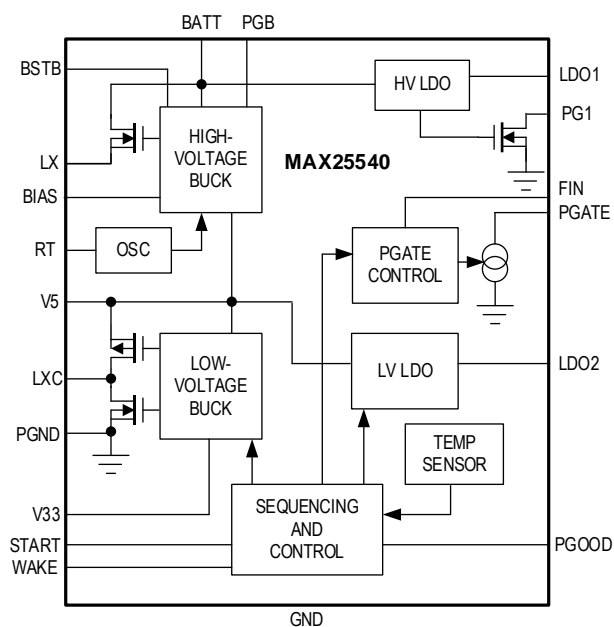 BATT PGB
BSTB
HV LDO
LDO1
PG1
HIGH-
VOLTAGE
BUCK
MAX25540
LX
BIAS
FIN
PGATE
RT
OSC
PGATE
CONTROL
V5
LOW-
VOLTAGE
BUCK
LV LDO
LDO2
LXC
PGND
TEMP
SENSOR
V33
SEQUENCING
AND
CONTROL
START
WAKE
PGOOD
GND